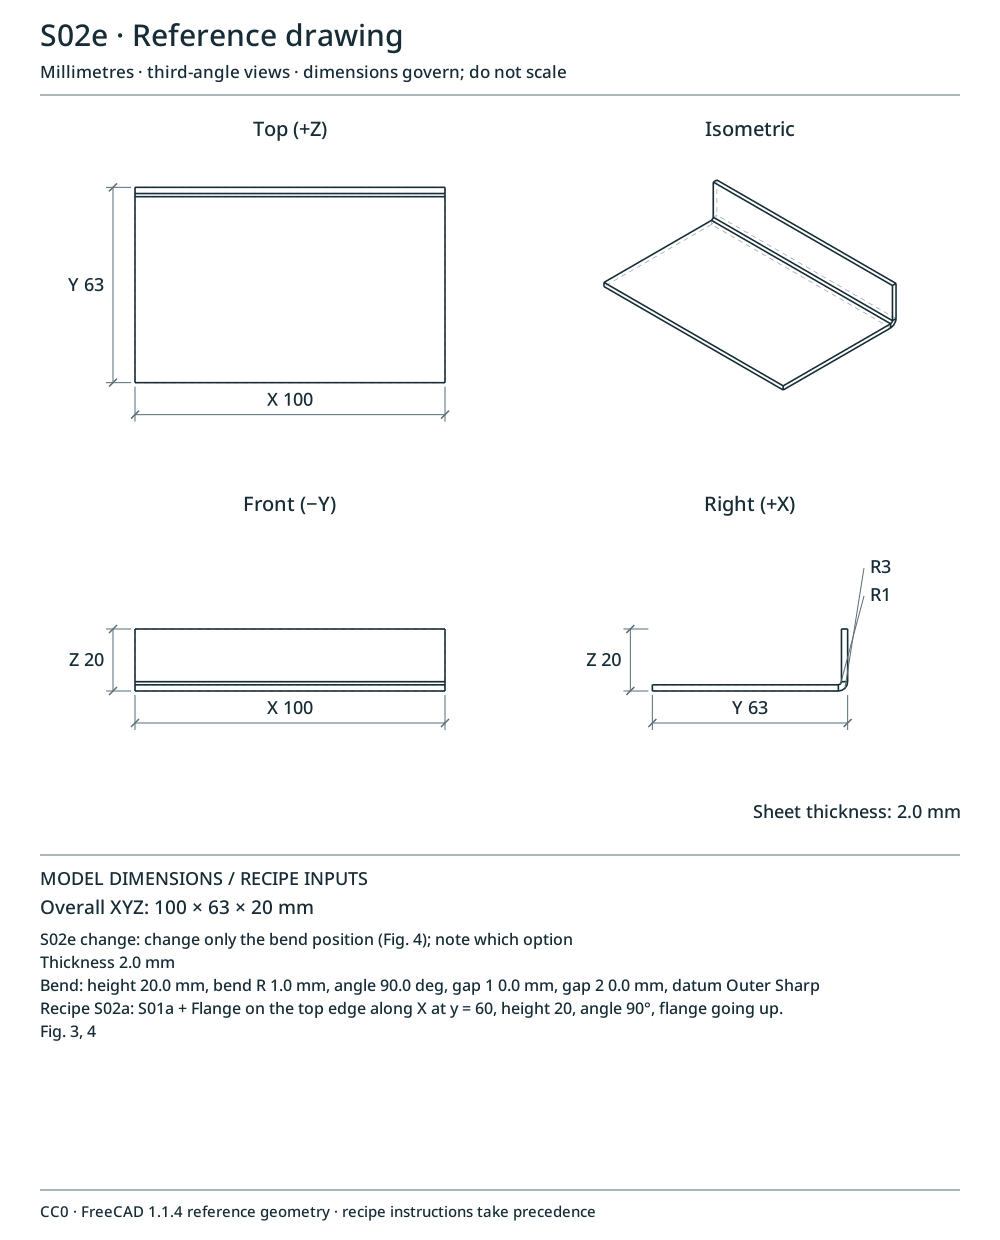 S02e · Reference drawing
Millimetres · third-angle views · dimensions govern; do not scale
Top (+Z)
Isometric
Y 63
X 100
Front (−Y)
Right (+X)
R3
R1
Z 20
X 100
Z 20
Y 63
Sheet thickness: 2.0 mm
MODEL DIMENSIONS / RECIPE INPUTS
Overall XYZ: 100 × 63 × 20 mm
S02e change: change only the bend position (Fig. 4); note which option
Thickness 2.0 mm
Bend: height 20.0 mm, bend R 1.0 mm, angle 90.0 deg, gap 1 0.0 mm, gap 2 0.0 mm, datum Outer Sharp
Recipe S02a: S01a + Flange on the top edge along X at y = 60, height 20, angle 90°, flange going up.
Fig. 3, 4
CC0 · FreeCAD 1.1.4 reference geometry · recipe instructions take precedence